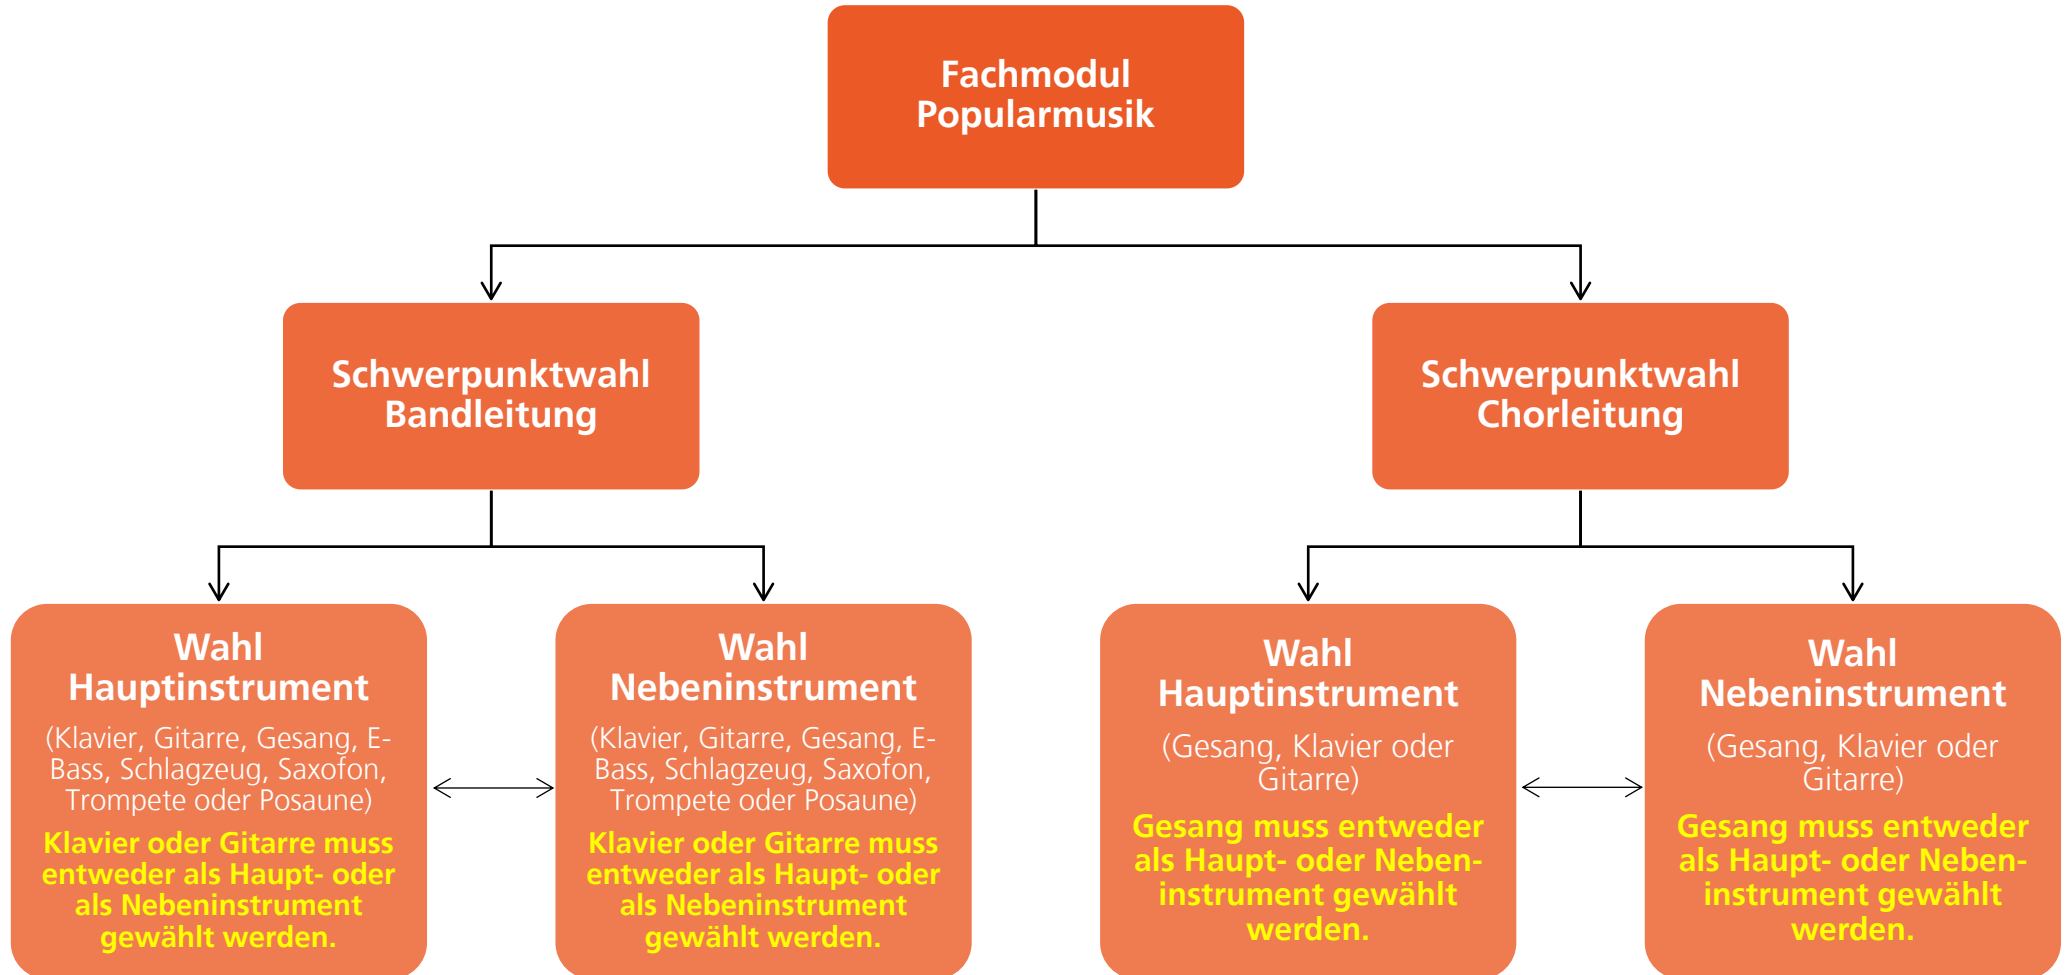 Fachmodul
Popularmusik
Schwerpunktwahl
Bandleitung
Schwerpunktwahl
Chorleitung
Wahl
Hauptinstrument
(Klavier, Gitarre, Gesang, E-
Bass, Schlagzeug, Saxofon,
Trompete oder Posaune)
Klavier oder Gitarre muss
entweder als Haupt- oder
als Nebeninstrument
gewählt werden.
Wahl
Nebeninstrument
(Klavier, Gitarre, Gesang, E-
Bass, Schlagzeug, Saxofon,
Trompete oder Posaune)
Klavier oder Gitarre muss
entweder als Haupt- oder
als Nebeninstrument
gewählt werden.
Wahl
Hauptinstrument
(Gesang, Klavier oder
Gitarre)
Gesang muss entweder
als Haupt- oder Neben-
instrument gewählt
werden.
Wahl
Nebeninstrument
(Gesang, Klavier oder
Gitarre)
Gesang muss entweder
als Haupt- oder Neben-
instrument gewählt
werden.